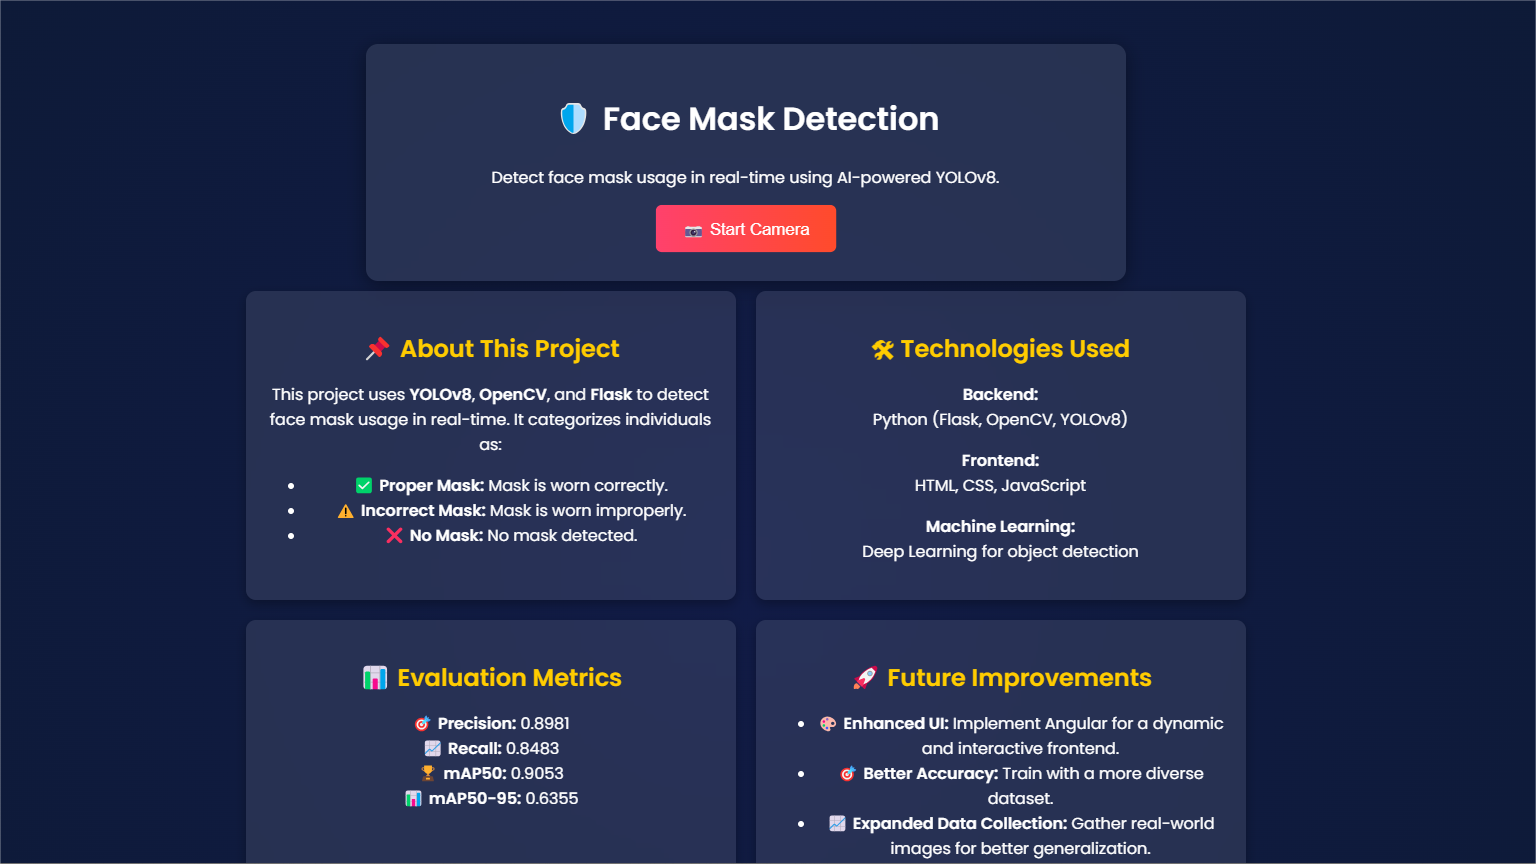 Face Mask Detection
Detect face mask usage in real-time using AI-powered YOLOv8.
Start Camera
About This Project
This project uses YOLOv8, OpenCV, and Flask to detect
face mask usage in real-time. It categorizes individuals
as:
Proper Mask: Mask is worn correctly.
Incorrect Mask: Mask is worn improperly.
No Mask: No mask detected.
Technologies Used
Backend:
Python (Flask, OpenCV, YOLOv8)
Frontend:
HTML, CSS, JavaScript
Machine Learning:
Deep Learning for object detection
Evaluation Metrics
Precision: 0.8981
Recall: 0.8483
mAP50: 0.9053
mAP50-95: 0.6355
Future Improvements
Enhanced UI: Implement Angular for a dynamic
and interactive frontend.
Better Accuracy: Train with a more diverse
dataset.
Expanded Data Collection: Gather real-world
images for better generalization.